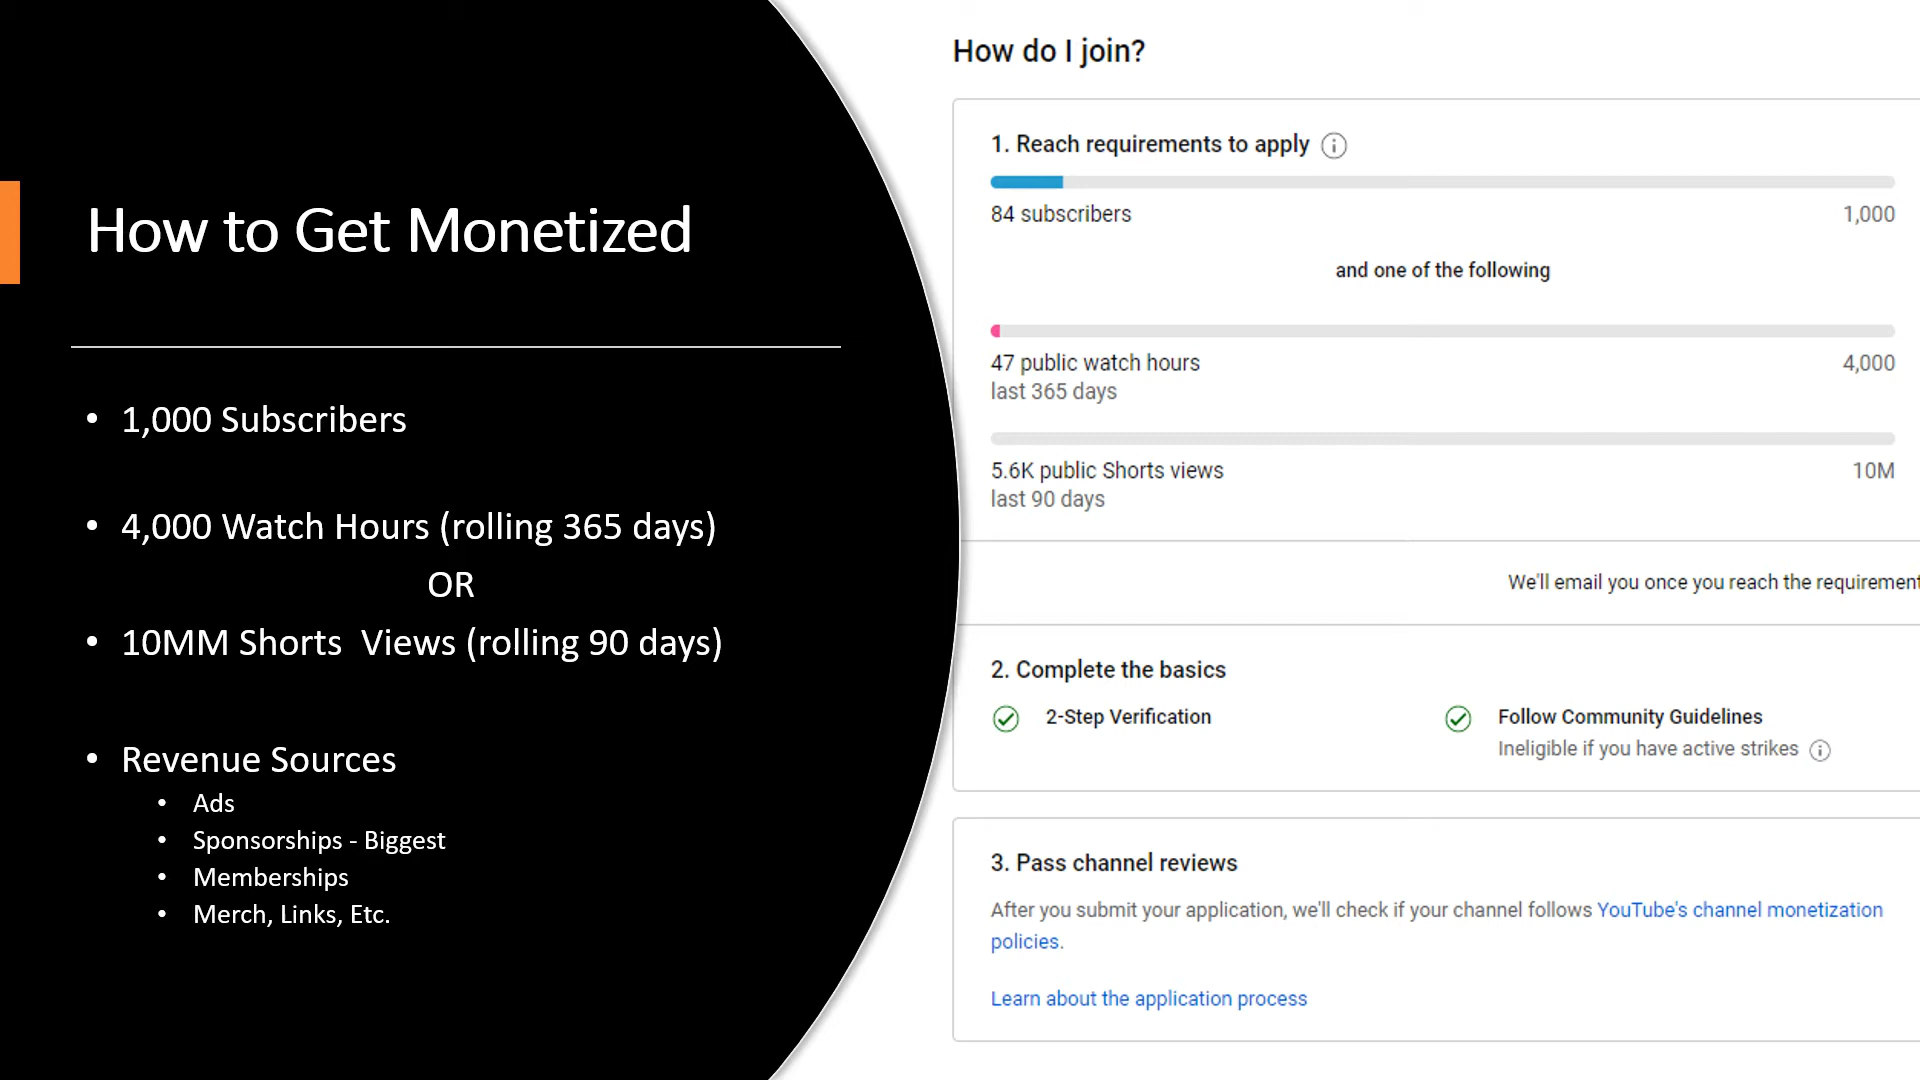 How to Get Monetized
• 1,000 Subscribers
• 4,000 Watch Hours (rolling 365 days)
OR
• 10MM Shorts  Views (rolling 90 days)
• Revenue Sources
• Ads
• Sponsorships - Biggest
• Memberships
• Merch, Links, Etc.
How do I join?
1. Reach requirements to apply
84 subscribers 1,000
and one of the following
47 public watch hours 4,000
last 365 days
5.6K public Shorts views 10M
last 90 days
We'll email you once you reach the requirement
2. Complete the basics
2-Step Verification Follow Community Guidelines
Ineligible if you have active strikes
3. Pass channel reviews
After you submit your application, we'll check if your channel follows YouTube's channel monetization
policies.
Learn about the application process